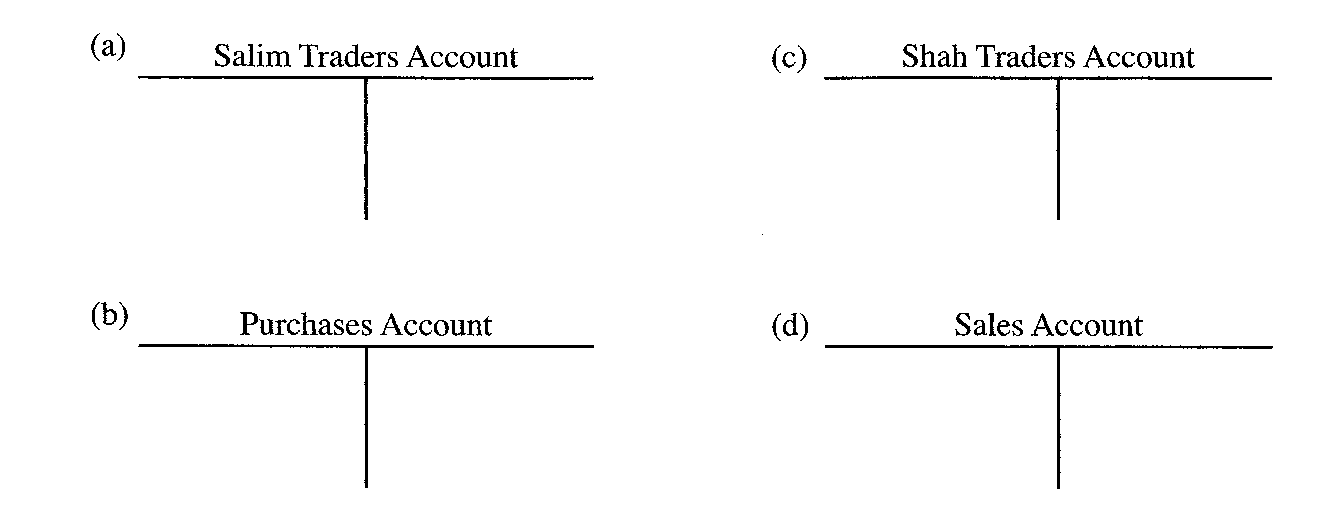 (a) Salim Traders Account
(c) Shah Traders Account
(b) Purchases Account
(d) Sales Account